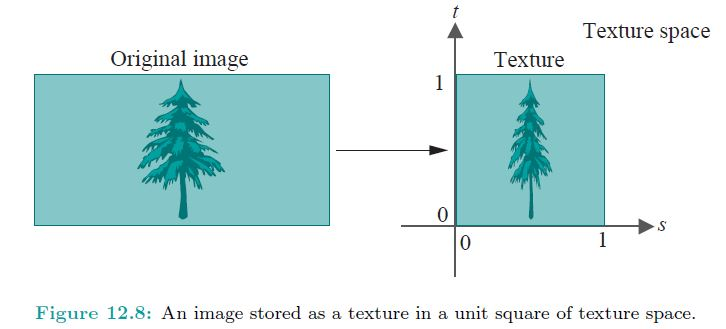 t
Texture space
Original image
Texture
1
0
0
1
s
Figure 12.8: An image stored as a texture in a unit square of texture space.